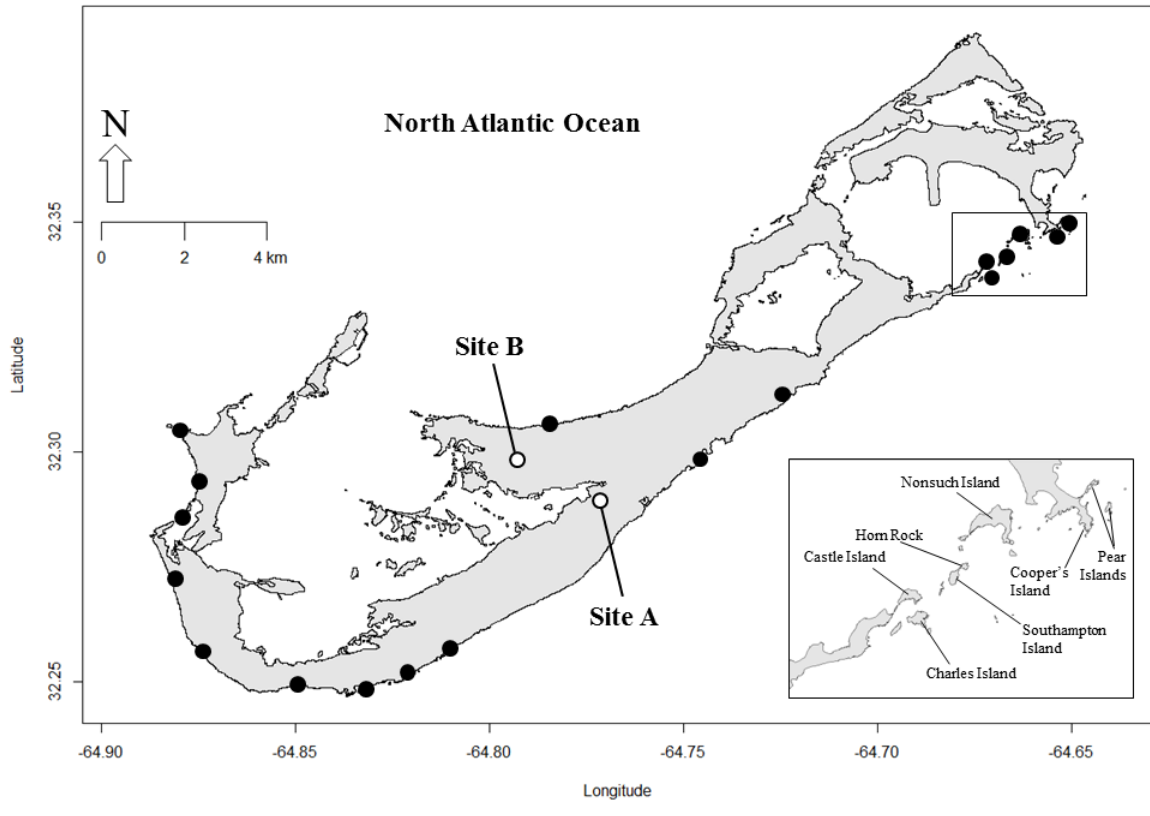 N
North Atlantic Ocean
0 2 4 km
Site B
Site A
Latitude
32.35
32.30
32.25
-64.90 -64.85 -64.80 -64.75 -64.70 -64.65
Longitude
Nonsuch Island
Horn Rock
Castle Island
Cooper's
Island
Pear
Islands
Southampton
Island
Charles Island